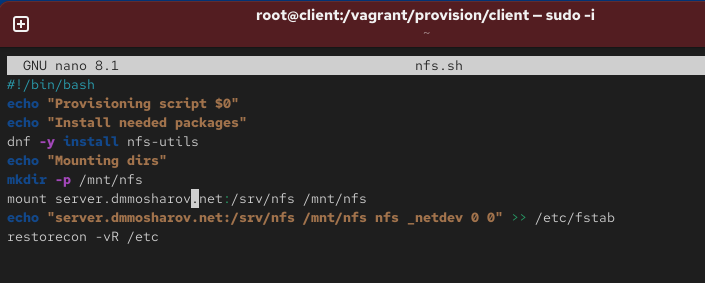 root@client:/vagrant/provision/client — sudo -i
~
GNU nano 8.1 nfs.sh
#!/bin/bash
echo "Provisioning script $0"
echo "Install needed packages"
dnf -y install nfs-utils
echo "Mounting dirs"
mkdir -p /mnt/nfs
mount server.dmmosharov.net:/srv/nfs /mnt/nfs
echo "server.dmmosharov.net:/srv/nfs /mnt/nfs nfs _netdev 0 0" >> /etc/fstab
restorecon -vR /etc